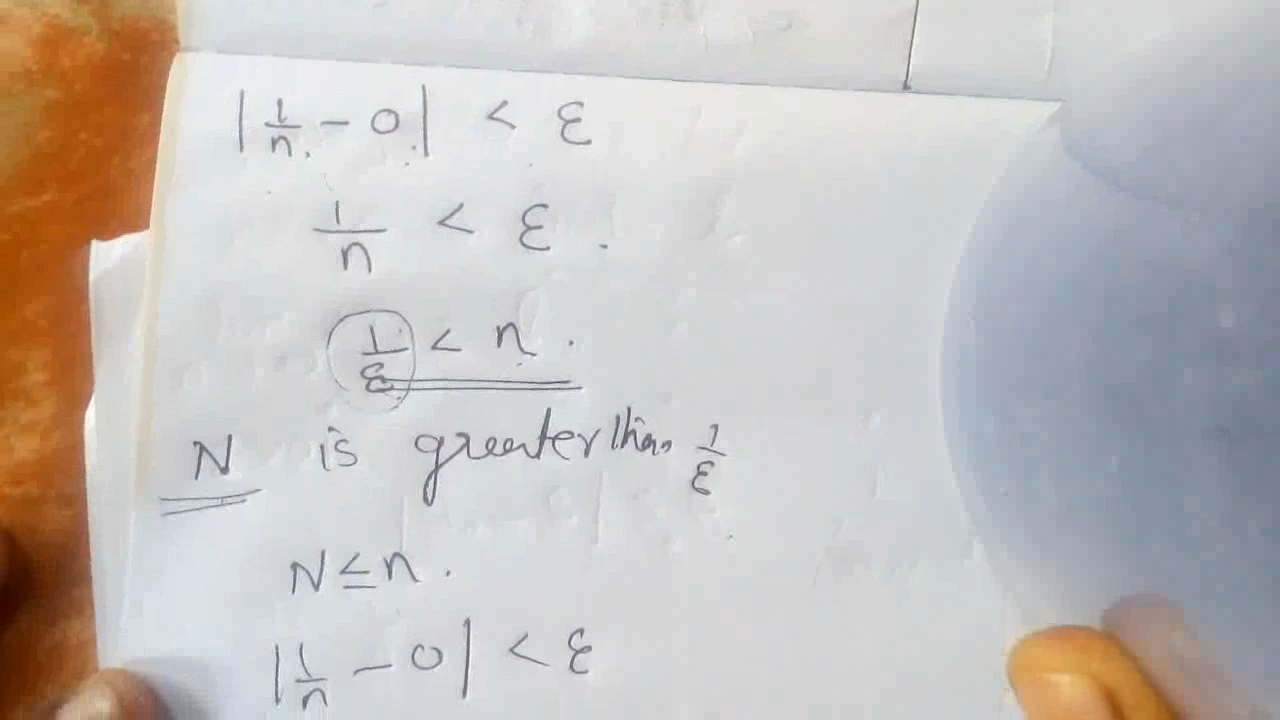 |1/n - 0| < ε
1/n < ε.
1/ε < n.
N is greater than 1/ε
N ≤ n.
|1/n - 0| < ε